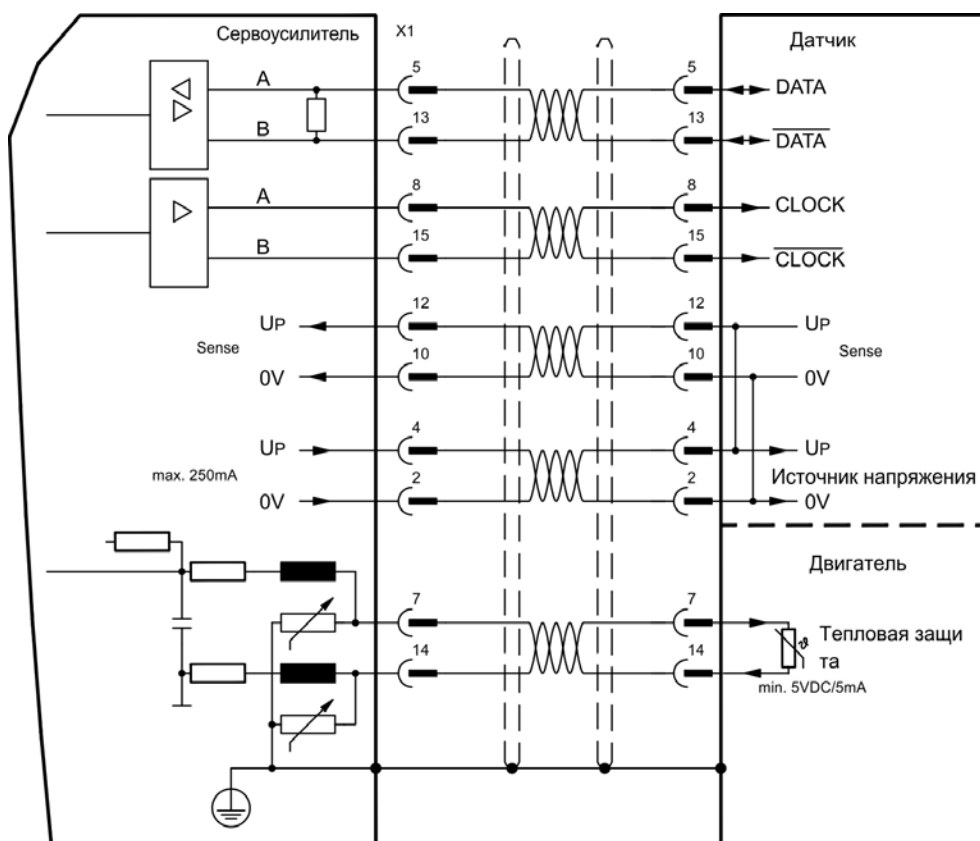 Сервоусилитель X1 Датчик
A 5 5 DATA
B 13 13 DATA
A 8 8 CLOCK
B 15 15 CLOCK
UP 12 12 UP
Sense Sense
0V 10 10 0V
UP 4 4 UP
max. 250mA Источник напряжения
0V 2 2 0V
Двигатель
7 7
ϑ Тепловая защи
14 14 та
min. 5VDC/5mA